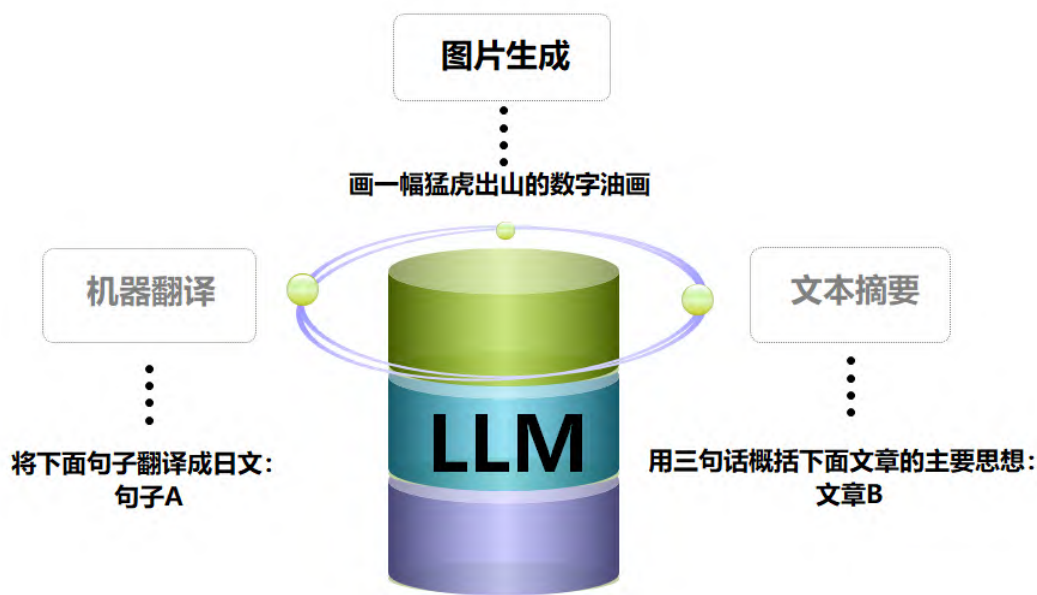 图片生成
画一幅猛虎出山的数字油画
机器翻译
文本摘要
LLM
将下面句子翻译成日文：
句子A
用三句话概括下面文章的主要思想：
文章B